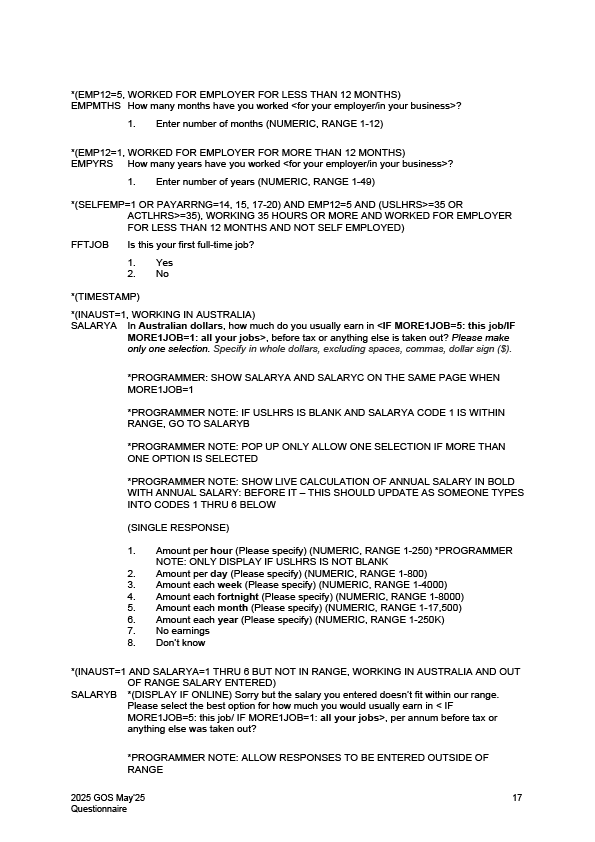 *(EMP12=5, WORKED FOR EMPLOYER FOR LESS THAN 12 MONTHS)
EMPMTHS How many months have you worked <for your employer/in your business>?
1. Enter number of months (NUMERIC, RANGE 1-12)
*(EMP12=1, WORKED FOR EMPLOYER FOR MORE THAN 12 MONTHS)
EMPYRS How many years have you worked <for your employer/in your business>?
1. Enter number of years (NUMERIC, RANGE 1-49)
*(SELFEMP=1 OR PAYARRNG=14, 15, 17-20) AND EMP12=5 AND (USLHRS>=35 OR
ACTLHRS>=35), WORKING 35 HOURS OR MORE AND WORKED FOR EMPLOYER
FOR LESS THAN 12 MONTHS AND NOT SELF EMPLOYED)
FFTJOB Is this your first full-time job?
1. Yes
2. No
*(TIMESTAMP)
*(INAUST=1, WORKING IN AUSTRALIA)
SALARYA In Australian dollars, how much do you usually earn in <IF MORE1JOB=5: this job/IF
MORE1JOB=1: all your jobs>, before tax or anything else is taken out? Please make
only one selection. Specify in whole dollars, excluding spaces, commas, dollar sign ($).
*PROGRAMMER: SHOW SALARYA AND SALARYC ON THE SAME PAGE WHEN
MORE1JOB=1
*PROGRAMMER NOTE: IF USLHRS IS BLANK AND SALARYA CODE 1 IS WITHIN
RANGE, GO TO SALARYB
*PROGRAMMER NOTE: POP UP ONLY ALLOW ONE SELECTION IF MORE THAN
ONE OPTION IS SELECTED
*PROGRAMMER NOTE: SHOW LIVE CALCULATION OF ANNUAL SALARY IN BOLD
WITH ANNUAL SALARY: BEFORE IT – THIS SHOULD UPDATE AS SOMEONE TYPES
INTO CODES 1 THRU 6 BELOW
(SINGLE RESPONSE)
1. Amount per hour (Please specify) (NUMERIC, RANGE 1-250) *PROGRAMMER
NOTE: ONLY DISPLAY IF USLHRS IS NOT BLANK
2. Amount per day (Please specify) (NUMERIC, RANGE 1-800)
3. Amount each week (Please specify) (NUMERIC, RANGE 1-4000)
4. Amount each fortnight (Please specify) (NUMERIC, RANGE 1-8000)
5. Amount each month (Please specify) (NUMERIC, RANGE 1-17,500)
6. Amount each year (Please specify) (NUMERIC, RANGE 1-250K)
7. No earnings
8. Don't know
*(INAUST=1 AND SALARYA=1 THRU 6 BUT NOT IN RANGE, WORKING IN AUSTRALIA AND OUT
OF RANGE SALARY ENTERED)
SALARYB *(DISPLAY IF ONLINE) Sorry but the salary you entered doesn't fit within our range.
Please select the best option for how much you would usually earn in < IF
MORE1JOB=5: this job/ IF MORE1JOB=1: all your jobs>, per annum before tax or
anything else was taken out?
*PROGRAMMER NOTE: ALLOW RESPONSES TO BE ENTERED OUTSIDE OF
RANGE
2025 GOS May'25 17
Questionnaire